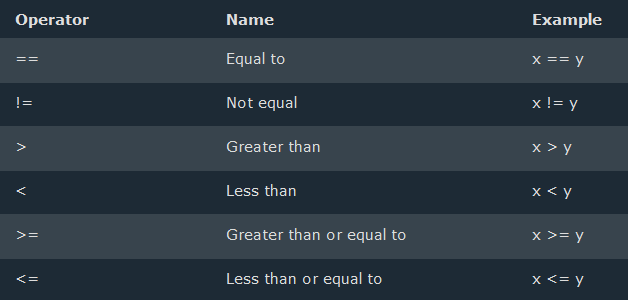 Operator Name Example
== Equal to x == y
!= Not equal x != y
> Greater than x > y
< Less than x < y
>= Greater than or equal to x >= y
<= Less than or equal to x <= y